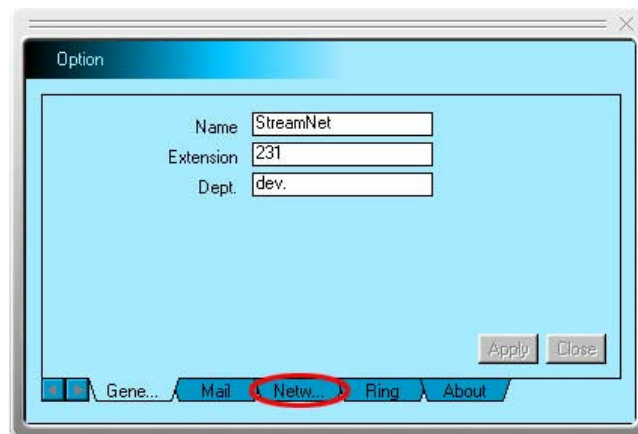 Option
Name StreamNet
Extension 231
Dept. dev.
Apply Close
Gene... Mail Netw... Ring About